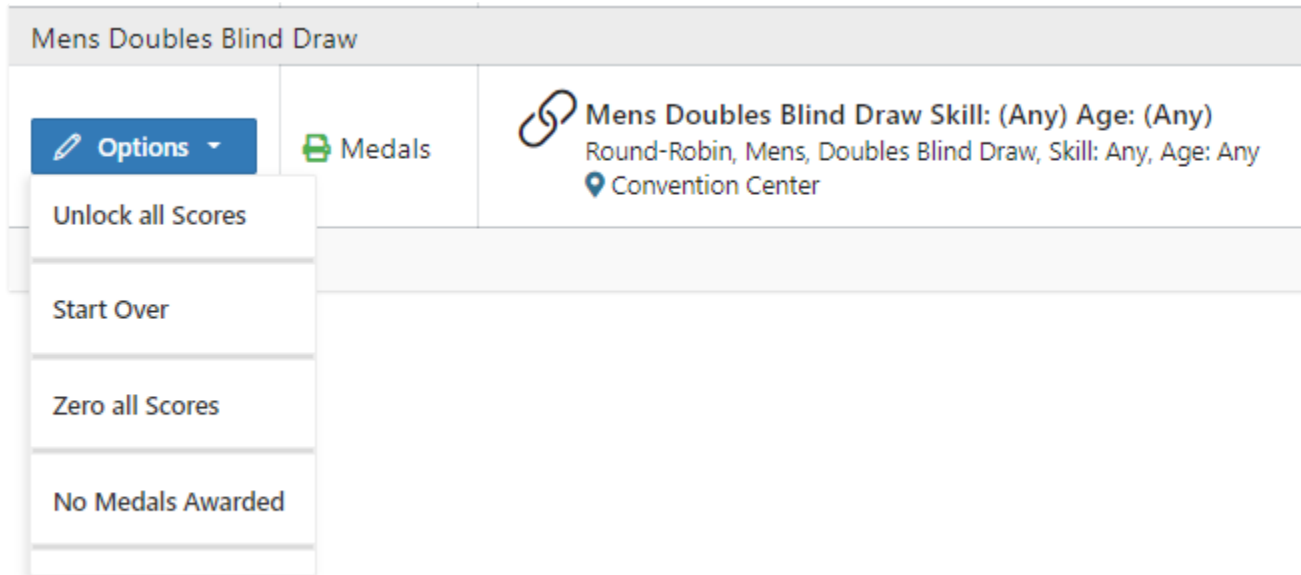 Mens Doubles Blind Draw
Options
Medals
Mens Doubles Blind Draw Skill: (Any) Age: (Any)
Round-Robin, Mens, Doubles Blind Draw, Skill: Any, Age: Any
Convention Center
Unlock all Scores
Start Over
Zero all Scores
No Medals Awarded